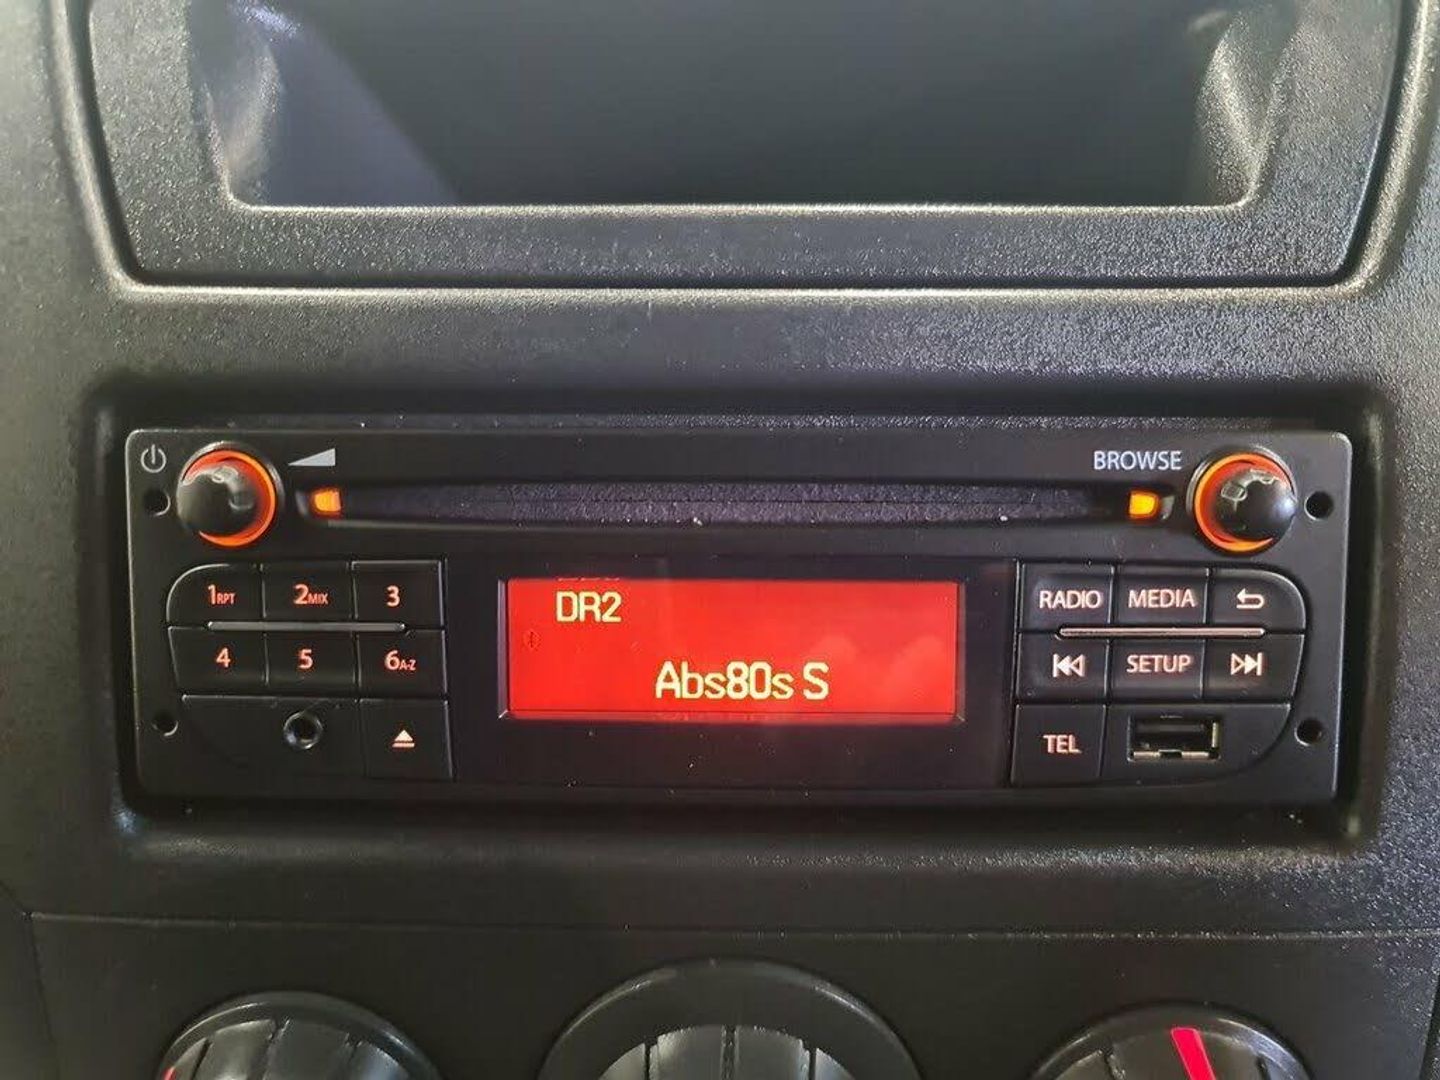 BROWSE
1RPT 2MIX 3
4 5 6A-Z
DR2
Abs80s S
RADIO MEDIA
SETUP
TEL